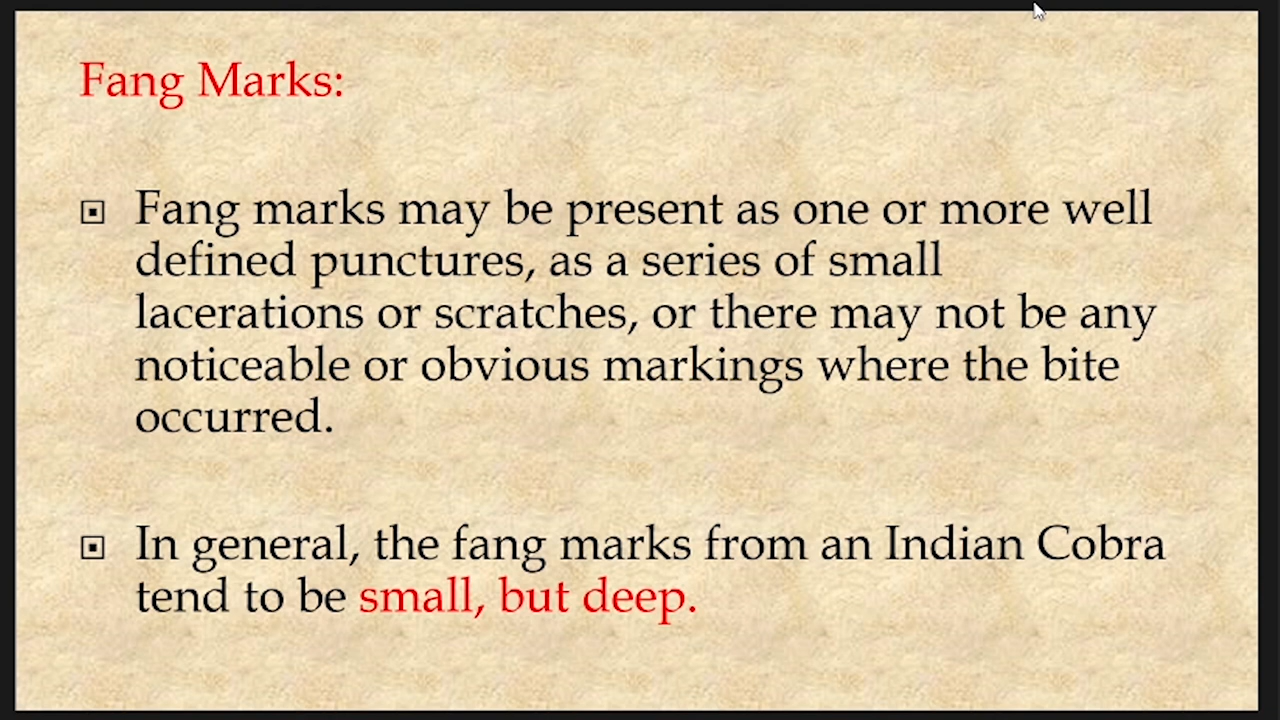 Fang Marks:
Fang marks may be present as one or more well
defined punctures, as a series of small
lacerations or scratches, or there may not be any
noticeable or obvious markings where the bite
occurred.
In general, the fang marks from an Indian Cobra
tend to be small, but deep.